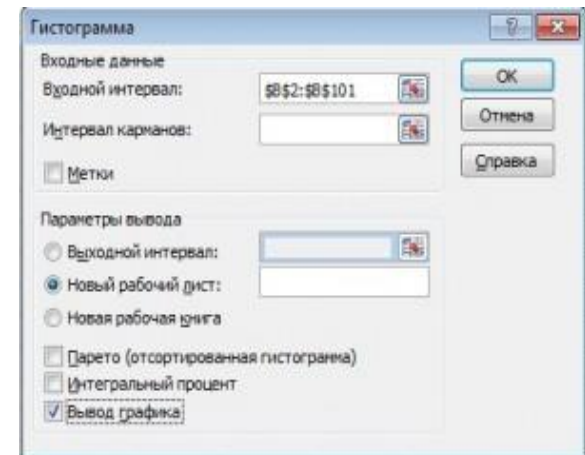 Гистограмма
Входные данные
Входной интервал: $B$2:$B$101
Интервал карманов:
Метки
OK
Отмена
Справка
Параметры вывода
Выходной интервал:
Новый рабочий лист:
Новая рабочая книга
Парето (отсортированная гистограмма)
Интегральный процент
Вывод графика